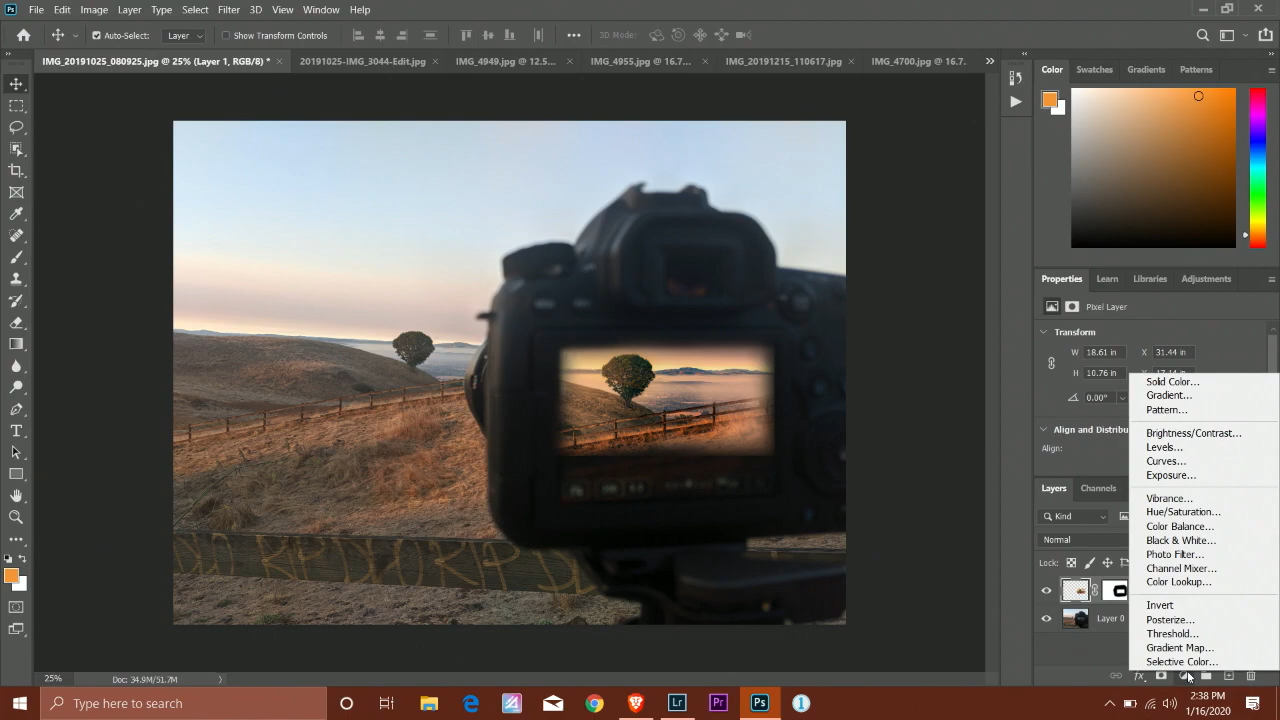 Ps File Edit Image Layer Type Select Filter 3D View Window Help
Auto-Select: Layer Show Transform Controls 3D Mode:
IMG_20191025_080925.jpg @ 25% (Layer 1, RGB/8) * 20191025-IMG_3044-Edit.jpg IMG_4949.jpg @ 12.5... IMG_4955.jpg @ 16.7... IMG_20191215_110617.jpg IMG_4700.jpg @ 16.7.
Color Swatches Gradients Patterns
Properties Learn Libraries Adjustments
Pixel Layer
Transform
W 18.61 in X 31.44 in
H 10.76 in
0.00°
Align and Distribu
Align:
Solid Color...
Gradient...
Pattern...
Brightness/Contrast...
Levels...
Curves...
Exposure...
Vibrance...
Hue/Saturation...
Color Balance...
Black & White...
Photo Filter...
Channel Mixer...
Color Lookup...
Invert
Posterize...
Threshold...
Gradient Map...
Selective Color...
Layers Channels
Kind
Normal
Lock:
Layer 0
fx
25% Doc: 34.9M/51.7M
Type here to search
Lr Pr Ps
2:38 PM
1/16/2020